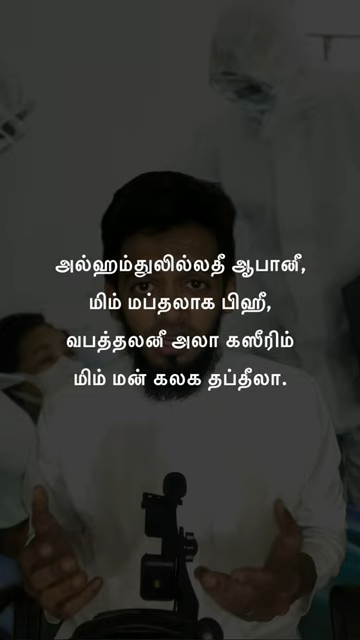 அல்ஹம்துலில்லதீ ஆபானீ,
மிம் மப்தலாக பிஹீ,
வபத்தலனீ அலா கஸீரிம்
மிம் மன் கலக தப்தீலா.